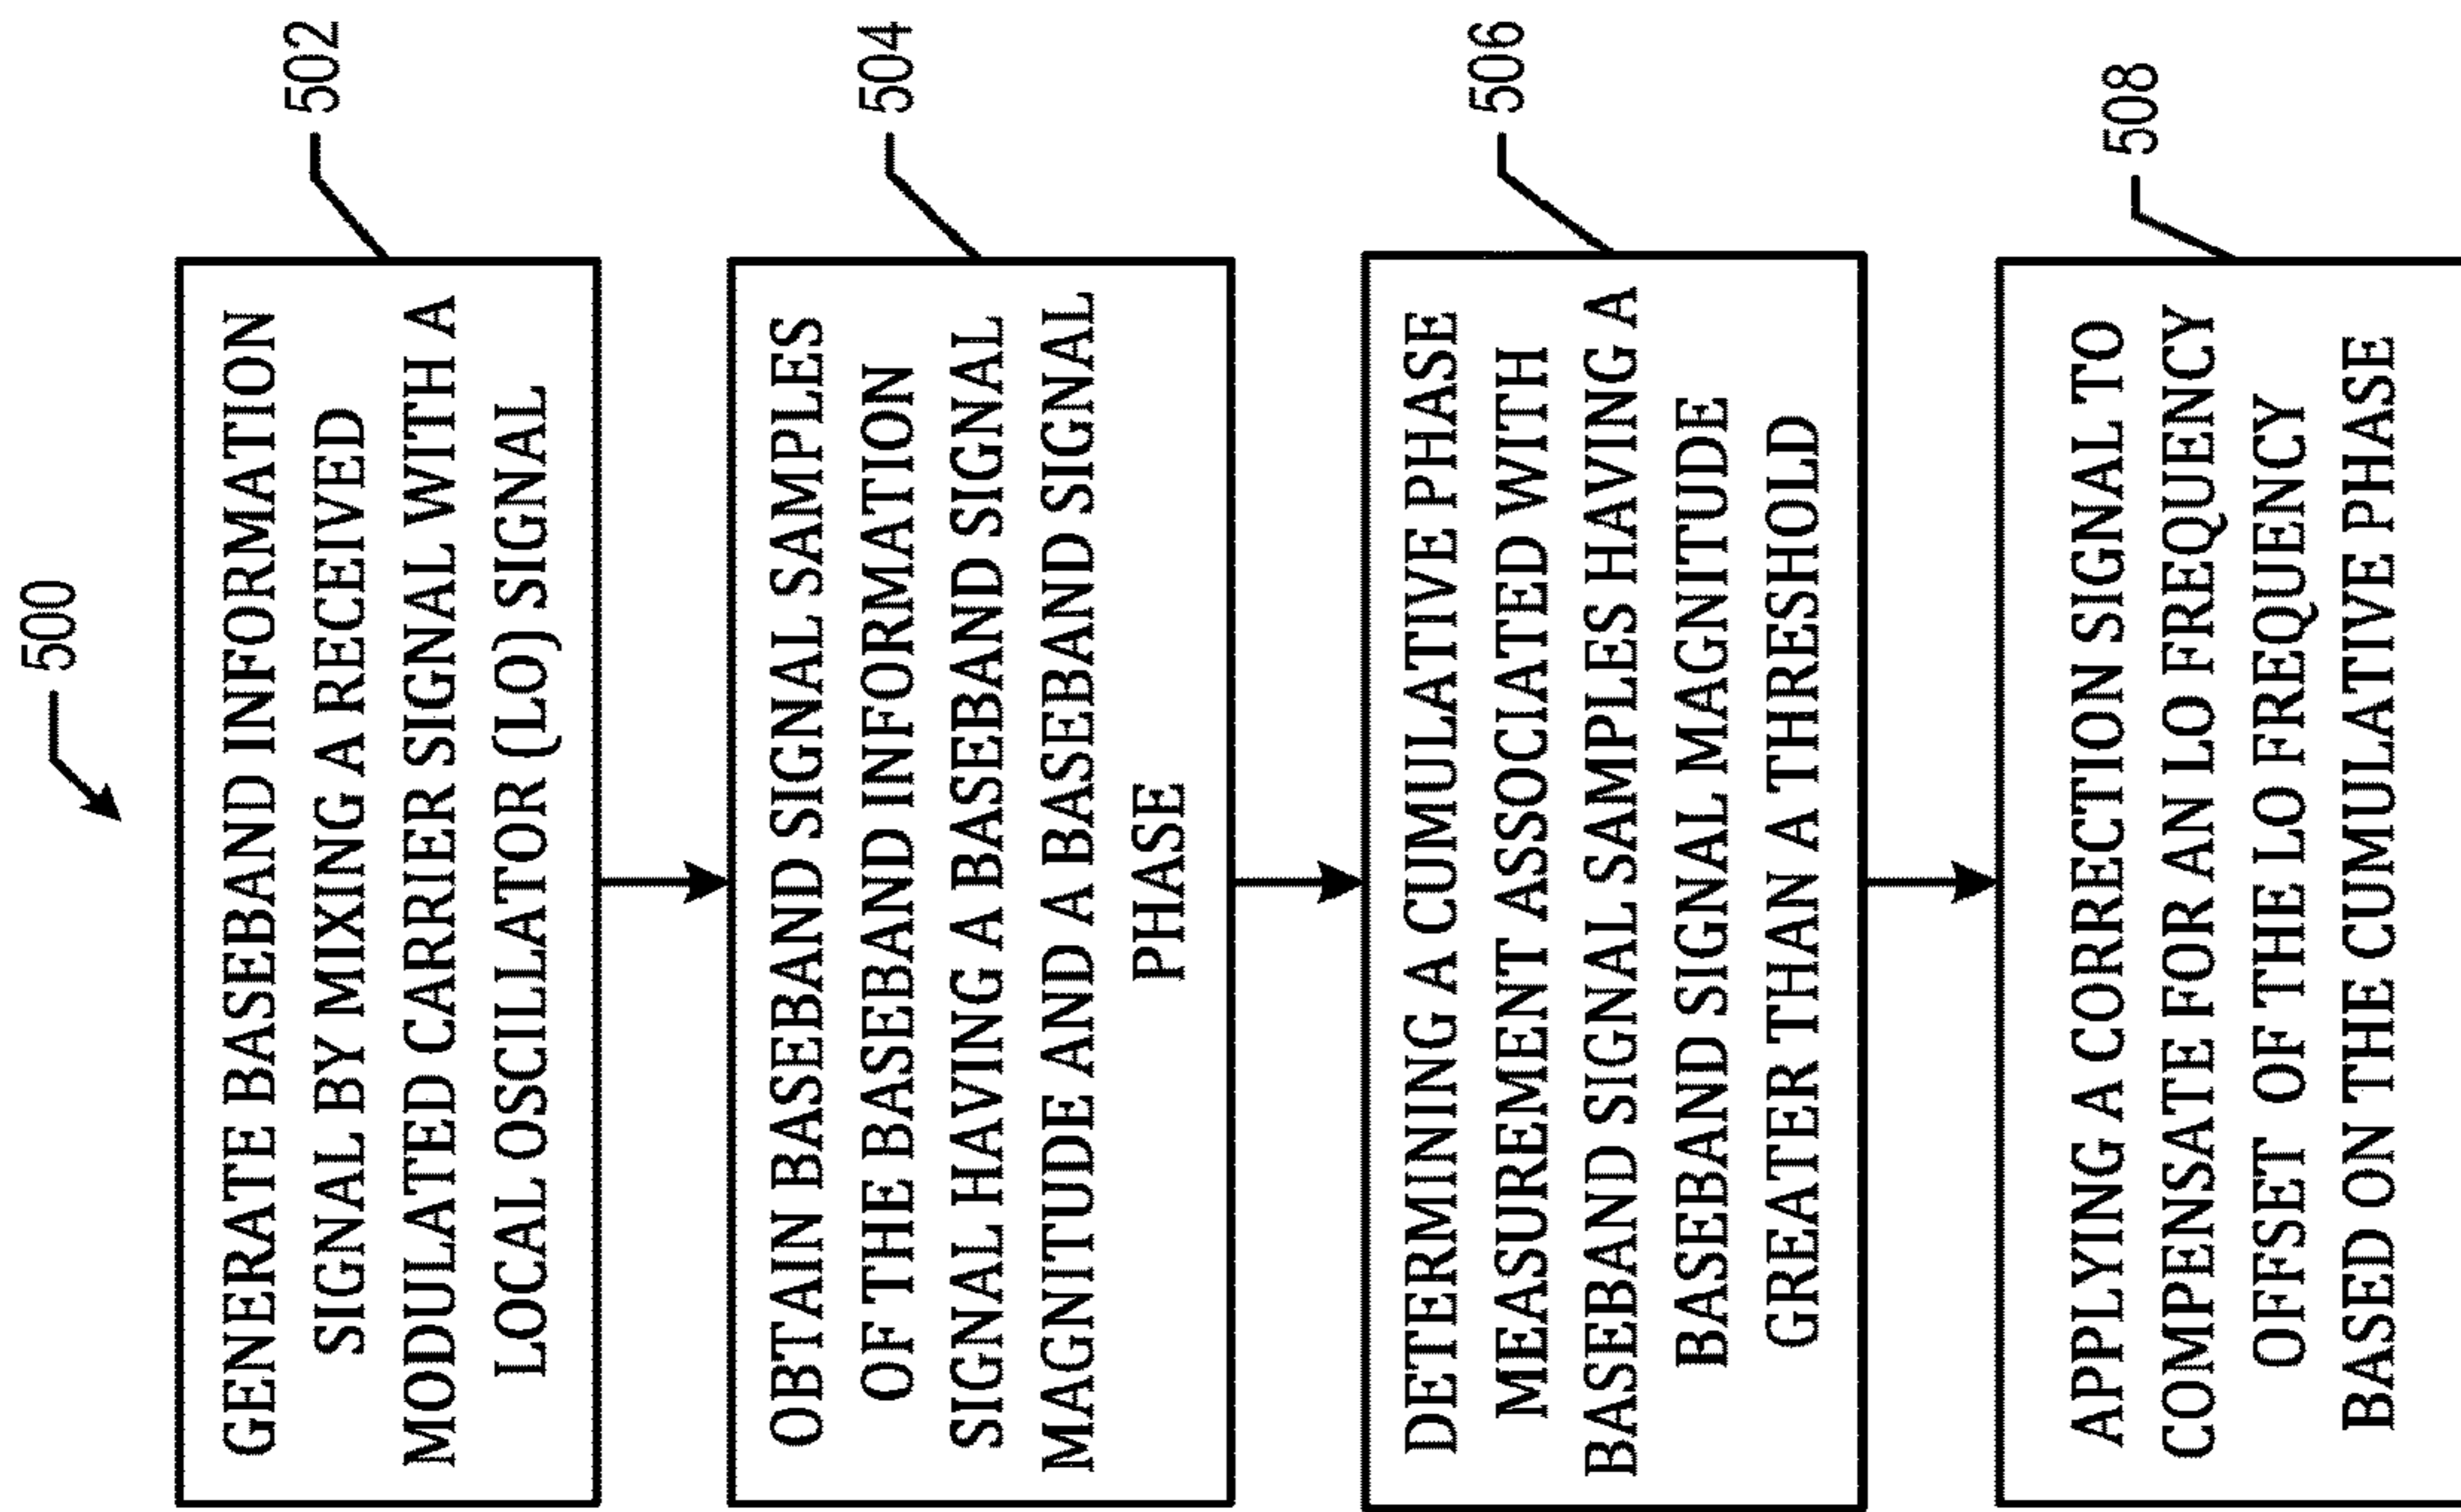 500
502
GENERATE BASEBAND INFORMATION
SIGNAL BY MIXING A RECEIVED
MODULATED CARRIER SIGNAL WITH A
LOCAL OSCILLATOR (LO) SIGNAL
504
OBTAIN BASEBAND SIGNAL SAMPLES
OF THE BASEBAND INFORMATION
SIGNAL HAVING A BASEBAND SIGNAL
MAGNITUDE AND A BASEBAND SIGNAL
PHASE
506
DETERMINING A CUMULATIVE PHASE
MEASUREMENT ASSOCIATED WITH
BASEBAND SIGNAL SAMPLES HAVING A
BASEBAND SIGNAL MAGNITUDE
GREATER THAN A THRESHOLD
508
APPLYING A CORRECTION SIGNAL TO
COMPENSATE FOR AN LO FREQUENCY
OFFSET OF THE LO FREQUENCY
BASED ON THE CUMULATIVE PHASE